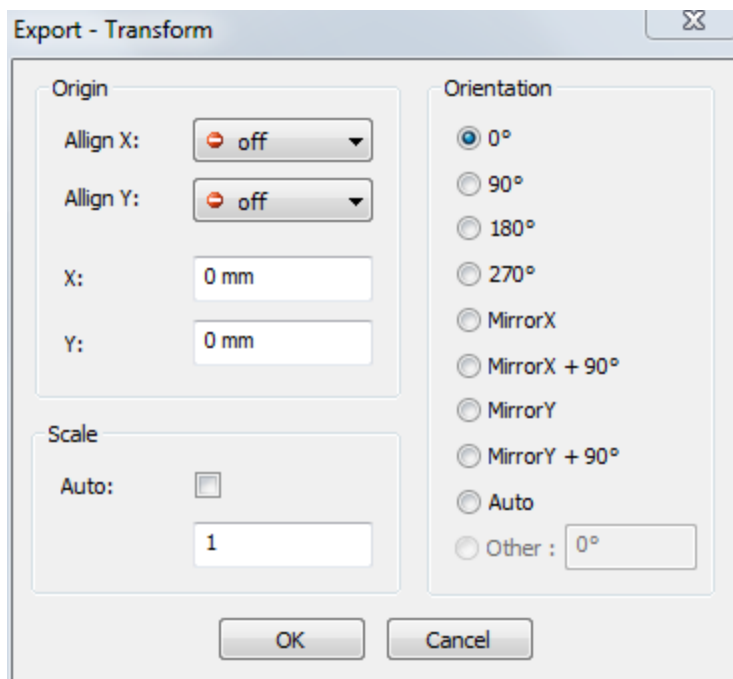 Export - Transform
Origin
Allign X:
off
Allign Y:
off
X:
0 mm
Y:
0 mm
Scale
Auto:
1
Orientation
0°
90°
180°
270°
MirrorX
MirrorX + 90°
MirrorY
MirrorY + 90°
Auto
Other :
0°
OK
Cancel